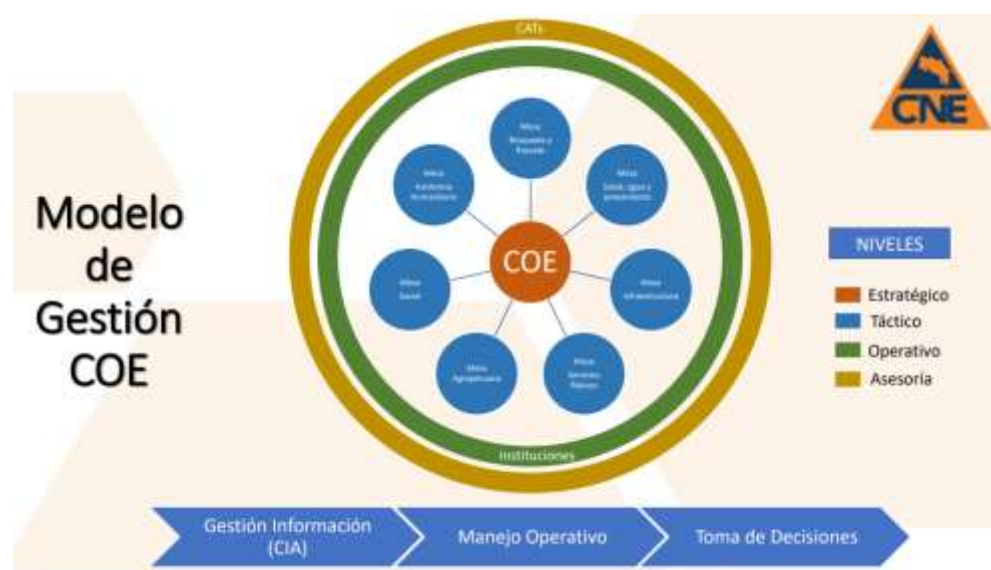 CATs
CNE
Modelo
de
Gestión
COE
Mesa
Búsqueda y
Rescate
Mesa
Salud, agua y
saneamiento
Mesa
Infraestructura
Mesa
Servicios
Básicos
Mesa
Agropecuario
Mesa
Social
Mesa
Asistencia
Humanitaria
COE
Instituciones
NIVELES
Estratégico
Táctico
Operativo
Asesoría
Gestión Información
(CIA)
Manejo Operativo
Toma de Decisiones